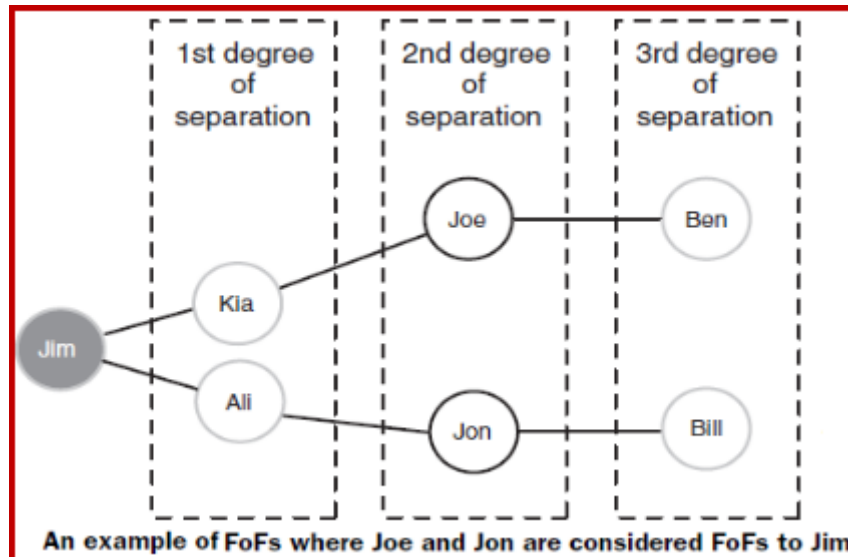 1st degree
of
separation
2nd degree
of
separation
3rd degree
of
separation
Joe
Ben
Kia
Jim
Ali
Jon
Bill
An example of FoFs where Joe and Jon are considered FoFs to Jim